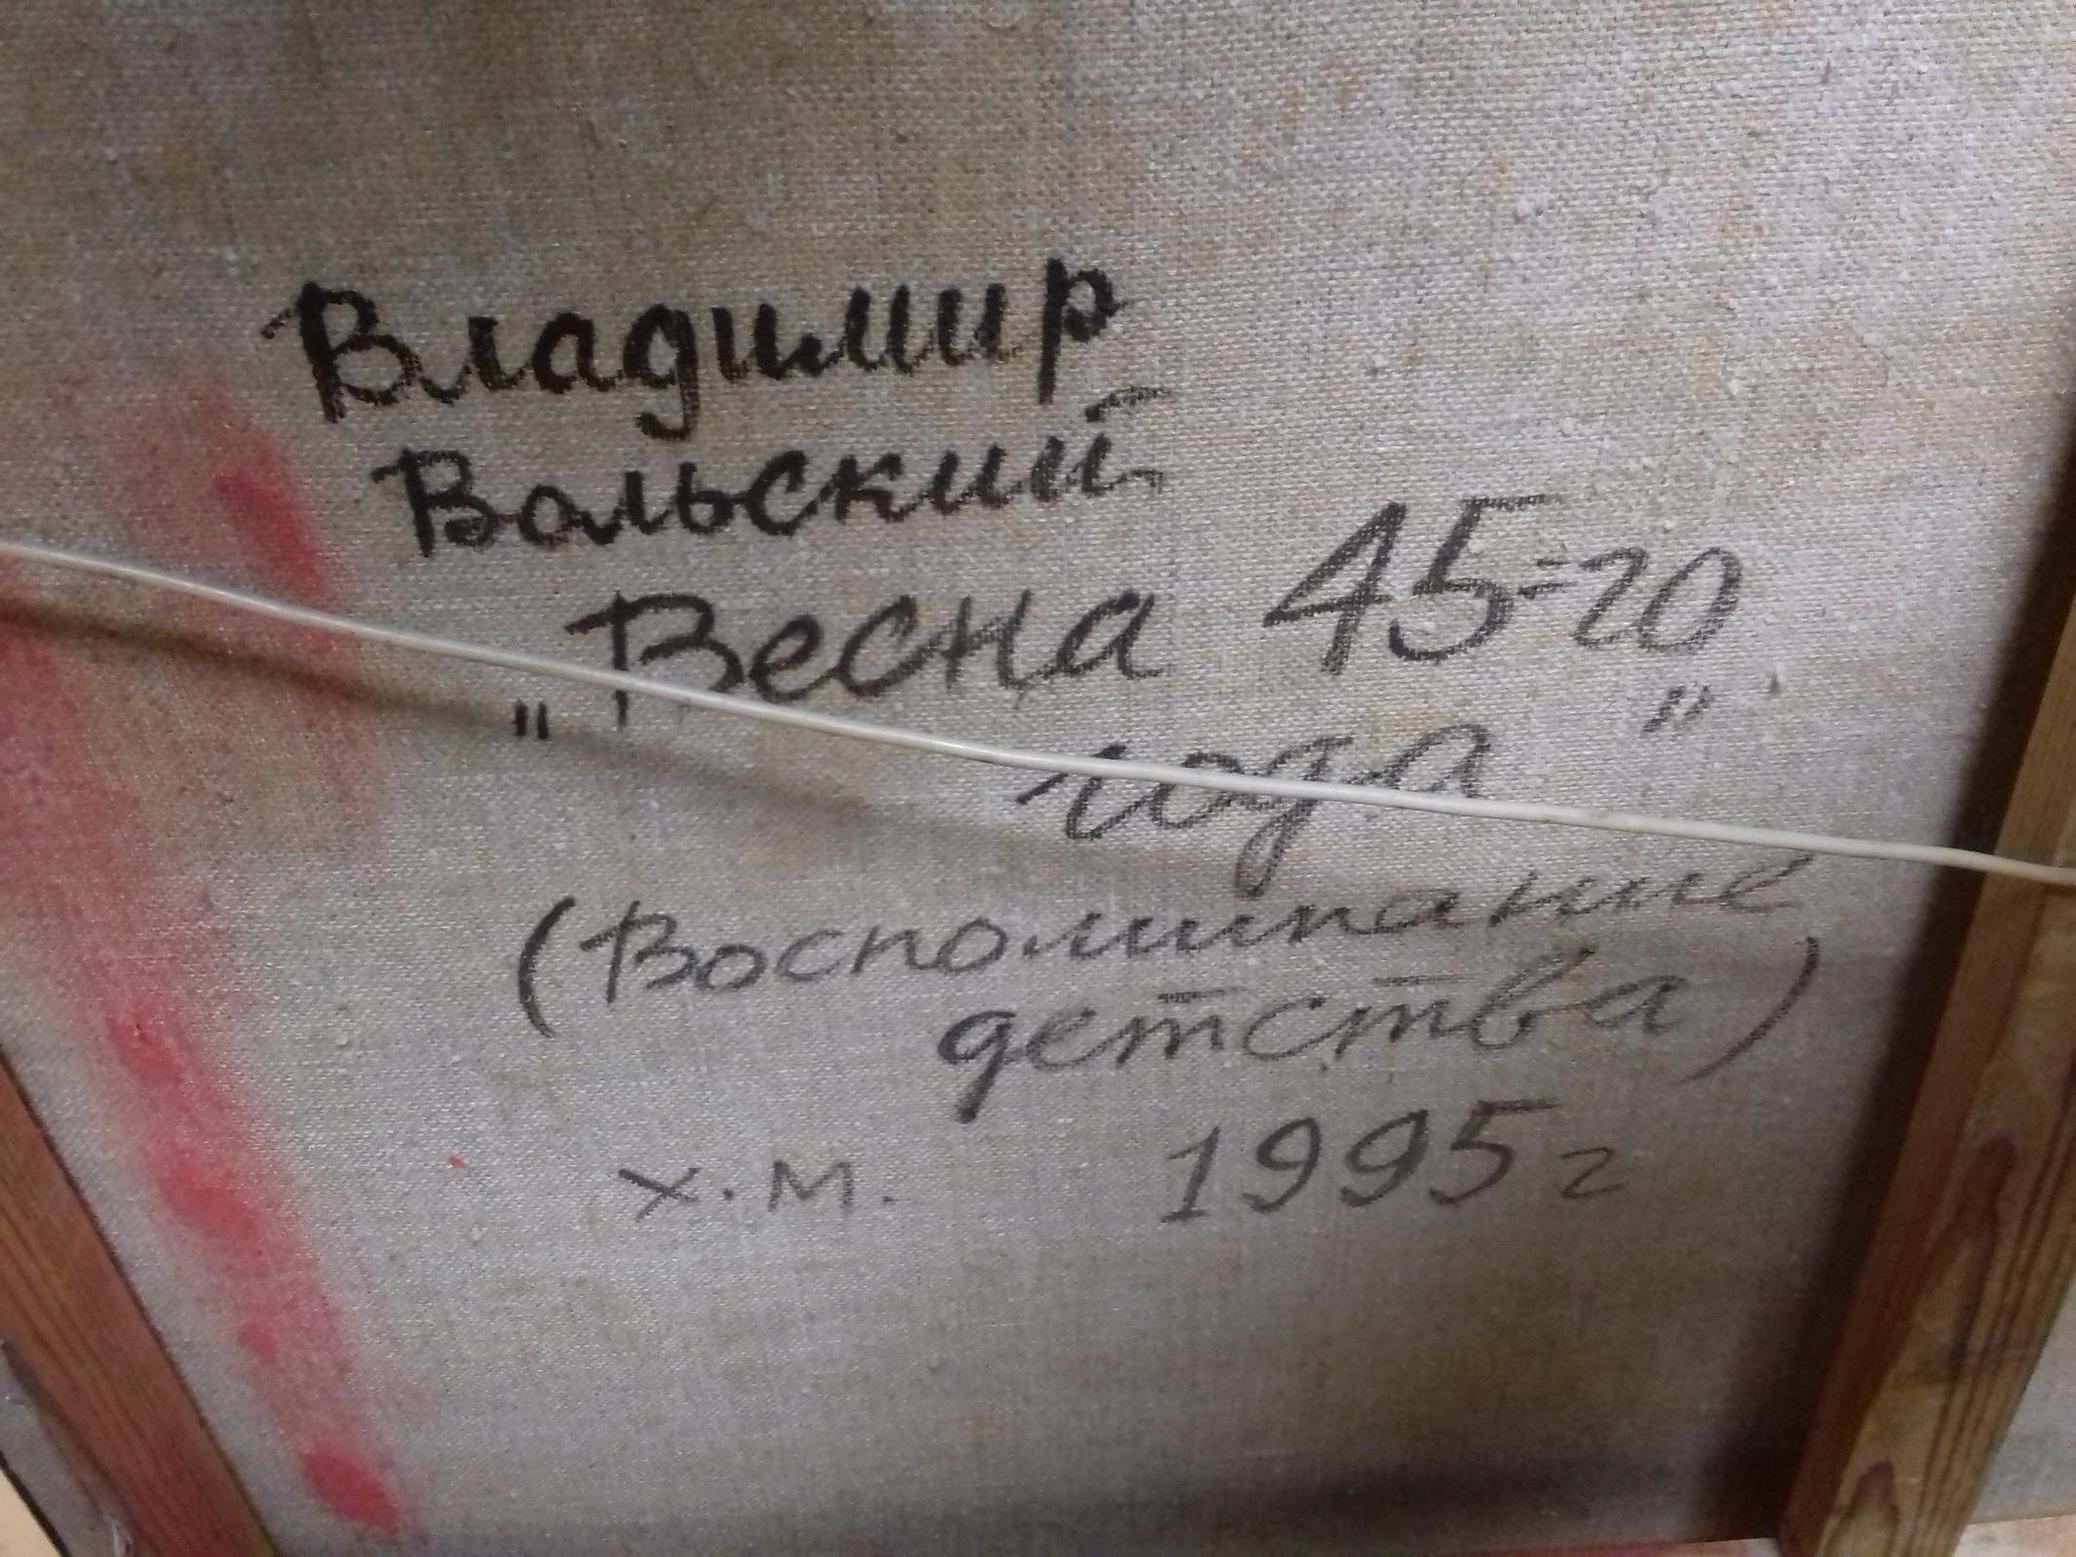 Владимир
Вольский
"Весна 45=го
года"
(Воспоминание
детства)
х.м. 1995г